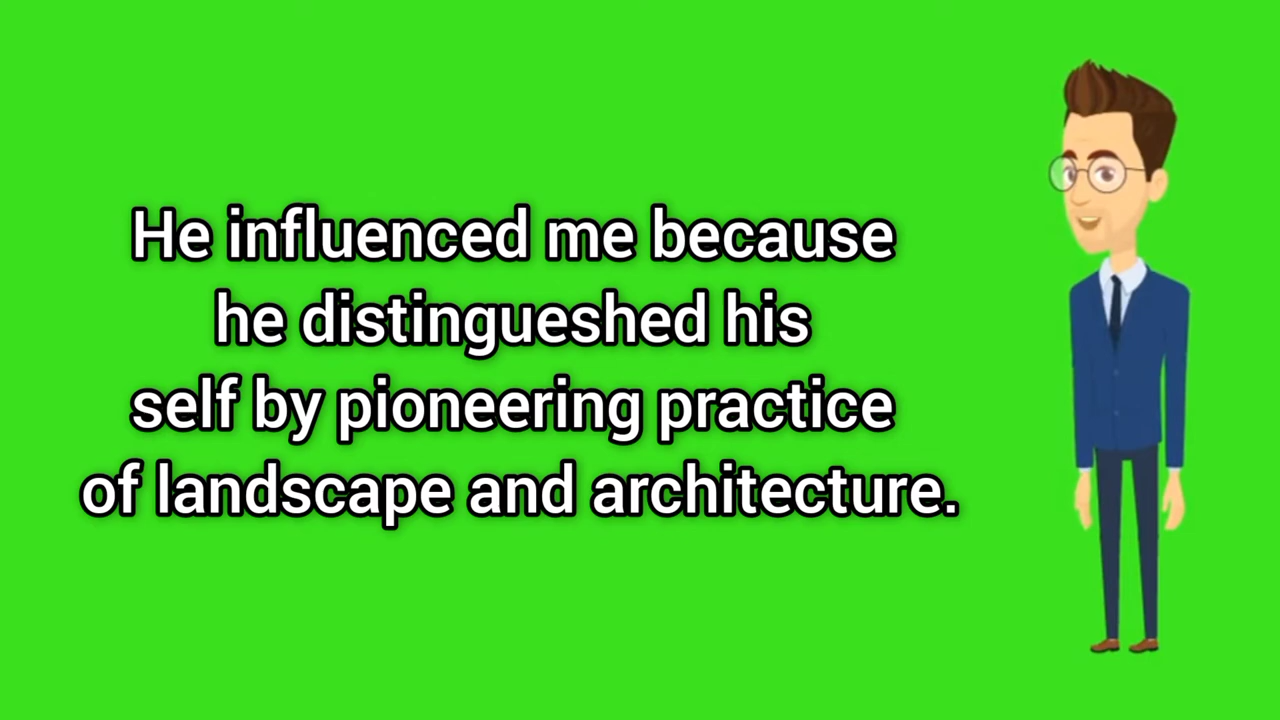 He influenced me because
he distingueshed his
self by pioneering practice
of landscape and architecture.